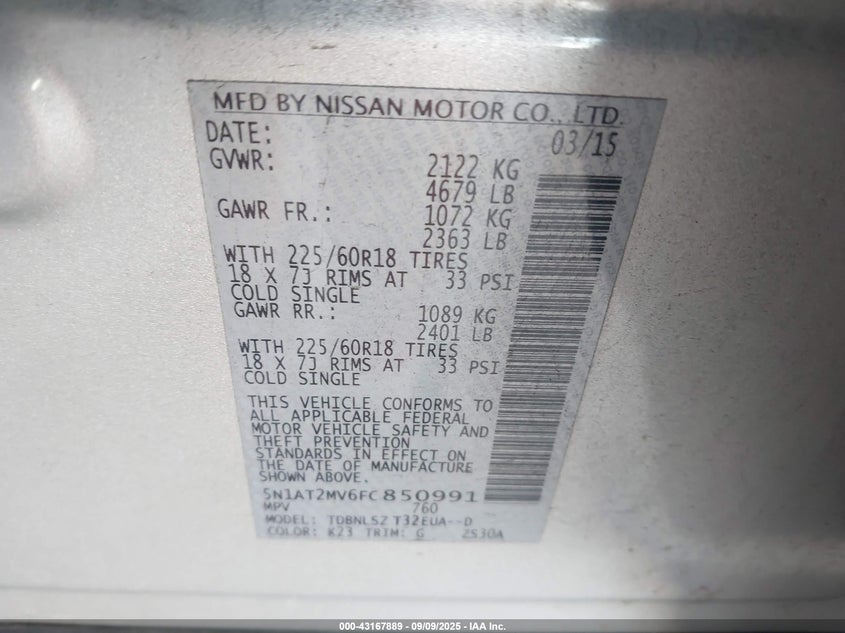 MFD BY NISSAN MOTOR CO., LTD.
DATE: 03/15
GVWR: 2122 KG
4679 LB
GAWR FR.: 1072 KG
2363 LB
WITH 225/60R18 TIRES
18 X 7J RIMS AT 33 PSI
COLD SINGLE
GAWR RR.: 1089 KG
2401 LB
WITH 225/60R18 TIRES
18 X 7J RIMS AT 33 PSI
COLD SINGLE
THIS VEHICLE CONFORMS TO
ALL APPLICABLE FEDERAL
MOTOR VEHICLE SAFETY AND
THEFT PREVENTION
STANDARDS IN EFFECT ON
THE DATE OF MANUFACTURE
SHOWN ABOVE.
5N1AT2MV6FC850991
MPV 760
MODEL: TDBNLSZ T32EUA--D
COLOR: K23 TRIM: G 2S30A
000-43167889 - 09/09/2025 - IAA Inc.